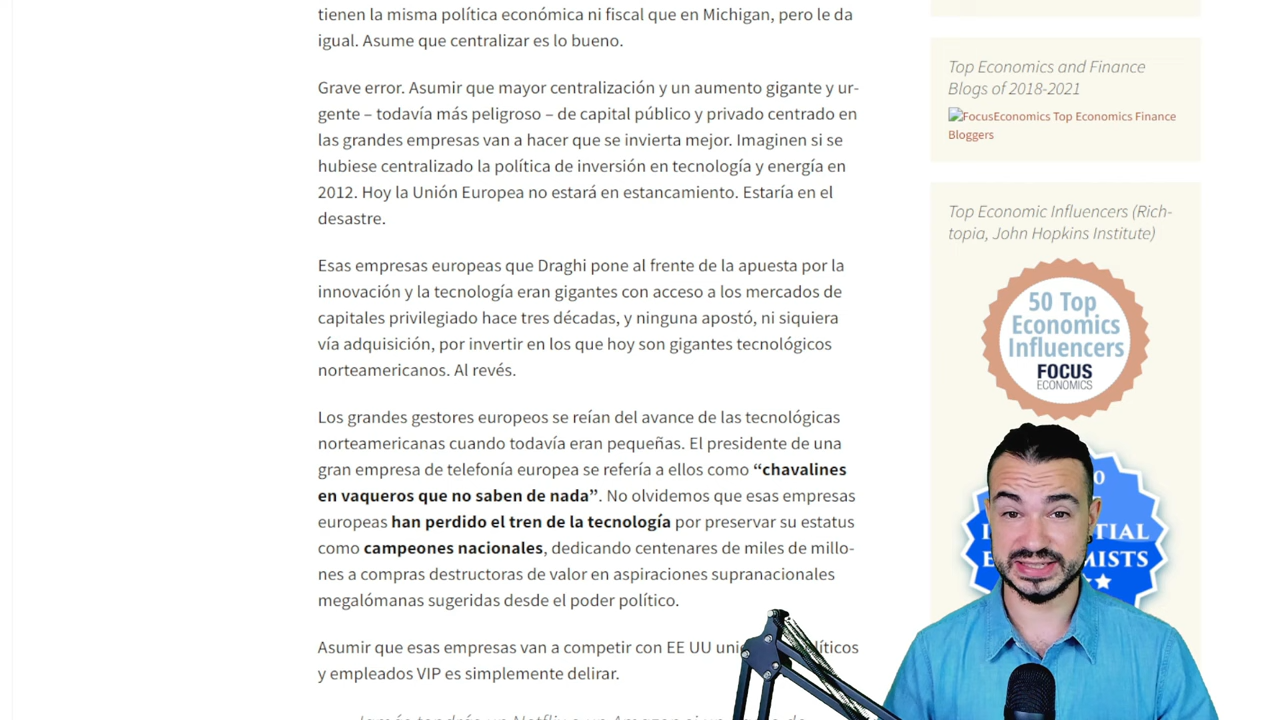 tienen la misma política económica ni fiscal que en Michigan, pero le da
igual. Asume que centralizar es lo bueno.
Grave error. Asumir que mayor centralización y un aumento gigante y ur-
gente – todavía más peligroso – de capital público y privado centrado en
las grandes empresas van a hacer que se invierta mejor. Imaginen si se
hubiese centralizado la política de inversión en tecnología y energía en
2012. Hoy la Unión Europea no estará en estancamiento. Estaría en el
desastre.
Esas empresas europeas que Draghi pone al frente de la apuesta por la
innovación y la tecnología eran gigantes con acceso a los mercados de
capitales privilegiado hace tres décadas, y ninguna apostó, ni siquiera
vía adquisición, por invertir en los que hoy son gigantes tecnológicos
norteamericanos. Al revés.
Los grandes gestores europeos se reían del avance de las tecnológicas
norteamericanas cuando todavía eran pequeñas. El presidente de una
gran empresa de telefonía europea se refería a ellos como “chavalines
en vaqueros que no saben de nada”. No olvidemos que esas empresas
europeas han perdido el tren de la tecnología por preservar su estatus
como campeones nacionales, dedicando centenares de miles de millo-
nes a compras destructoras de valor en aspiraciones supranacionales
megalomanas sugeridas desde el poder político.
Asumir que esas empresas van a competir con EE UU
y empleados VIP es simplemente delirar.
Jamás tendrás un Netflix o un Amazon si
Top Economics and Finance
Blogs of 2018-2021
FocusEconomics Top Economics Finance
Bloggers
Top Economic Influencers (Rich-
topia, John Hopkins Institute)
50 Top
Economics
Influencers
FOCUS
ECONOMICS